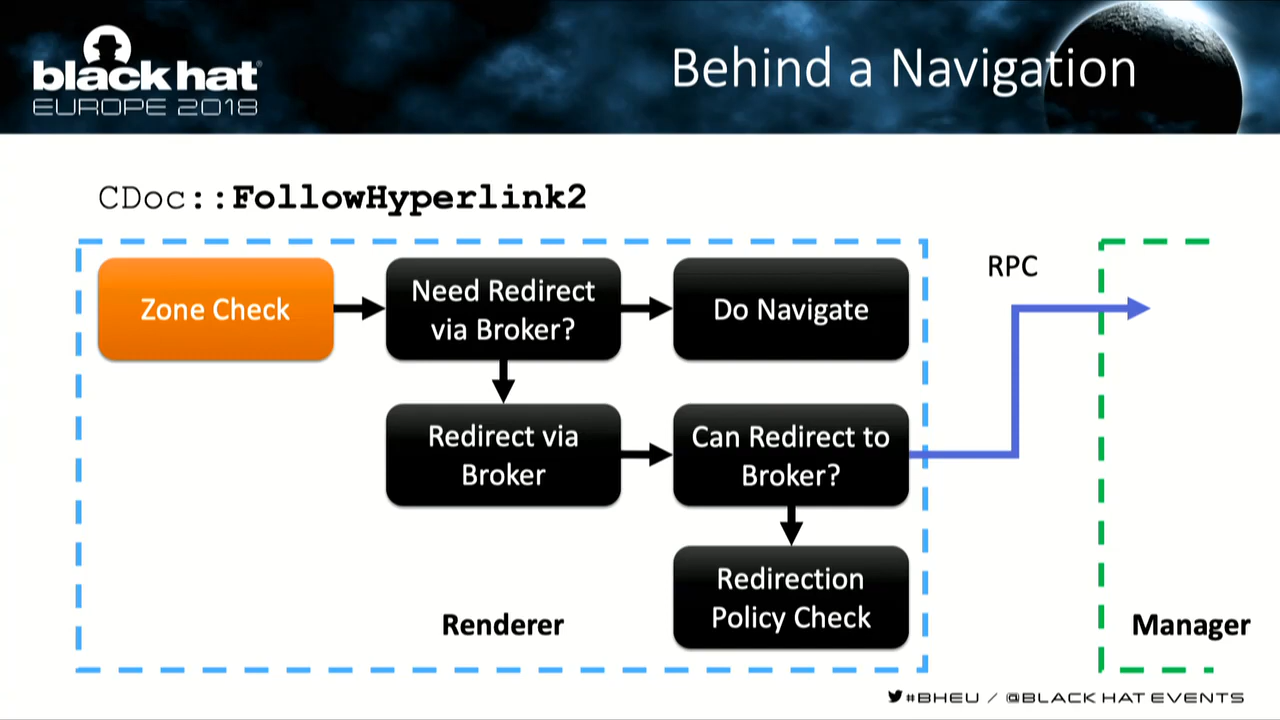 black hat
EUROPE 2018
Behind a Navigation
CDoc::FollowHyperlink2
Zone Check
Need Redirect
via Broker?
Do Navigate
RPC
Redirect via
Broker
Can Redirect to
Broker?
Redirection
Policy Check
Renderer
Manager
#BHEU / @BLACK HAT EVENTS